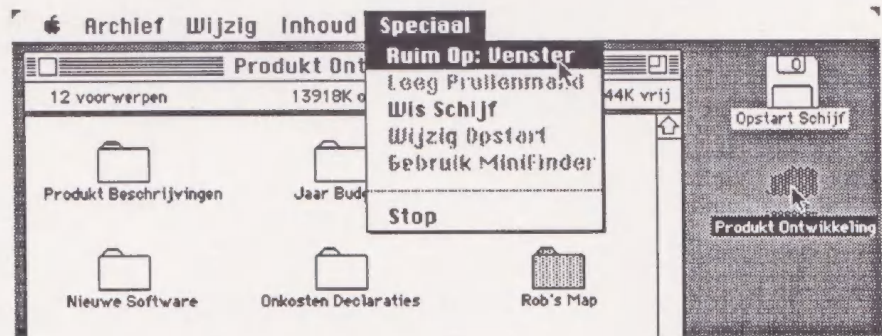 Archief Wijzig Inhoud Speciaal
Ruim Op: Venster
Leeg Prullenmand
Wis Schijf
Wijzig Opstart
Gebruik MiniFinder
Stop
Produkt Ont
12 voorwerpen 13918K o 44K vrij
Produkt Beschrijvingen Jaar Bud
Nieuwe Software Onkosten Declaraties Rob's Map
Opstart Schijf
Produkt Ontwikkeling